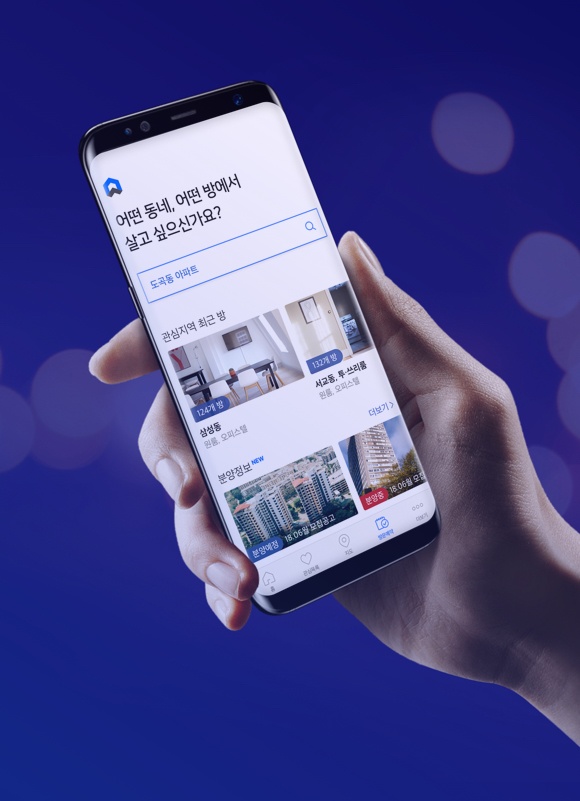 어떤 동네, 어떤 방에서
살고 싶으신가요?
도곡동 아파트
관심지역 최근 방
124개 방
132개 방
삼성동
원룸, 오피스텔
서교동, 투·쓰리룸
원룸, 오피스텔
더보기 >
분양정보 NEW
분양예정 18.06월 모집공고
분양중 18.06월 모집
홈
관심목록
지도
더보기